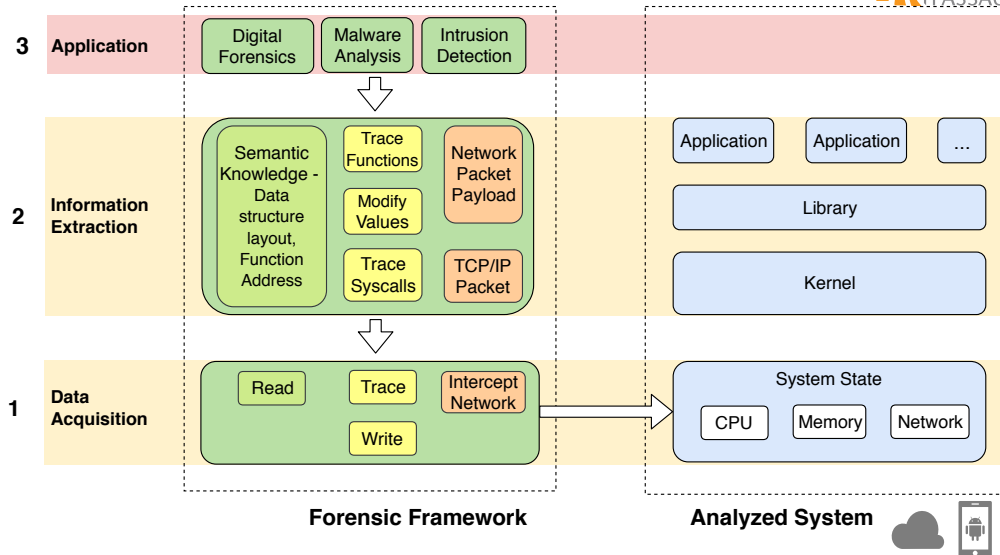 3
Application
Digital
Forensics
Malware
Analysis
Intrusion
Detection
2
Information
Extraction
Semantic
Knowledge -
Data
structure
layout,
Function
Address
Trace
Functions
Modify
Values
Trace
Syscalls
Network
Packet
Payload
TCP/IP
Packet
Application
Application
...
Library
Kernel
1
Data
Acquisition
Read
Trace
Write
Intercept
Network
System State
CPU
Memory
Network
Forensic Framework
Analyzed System